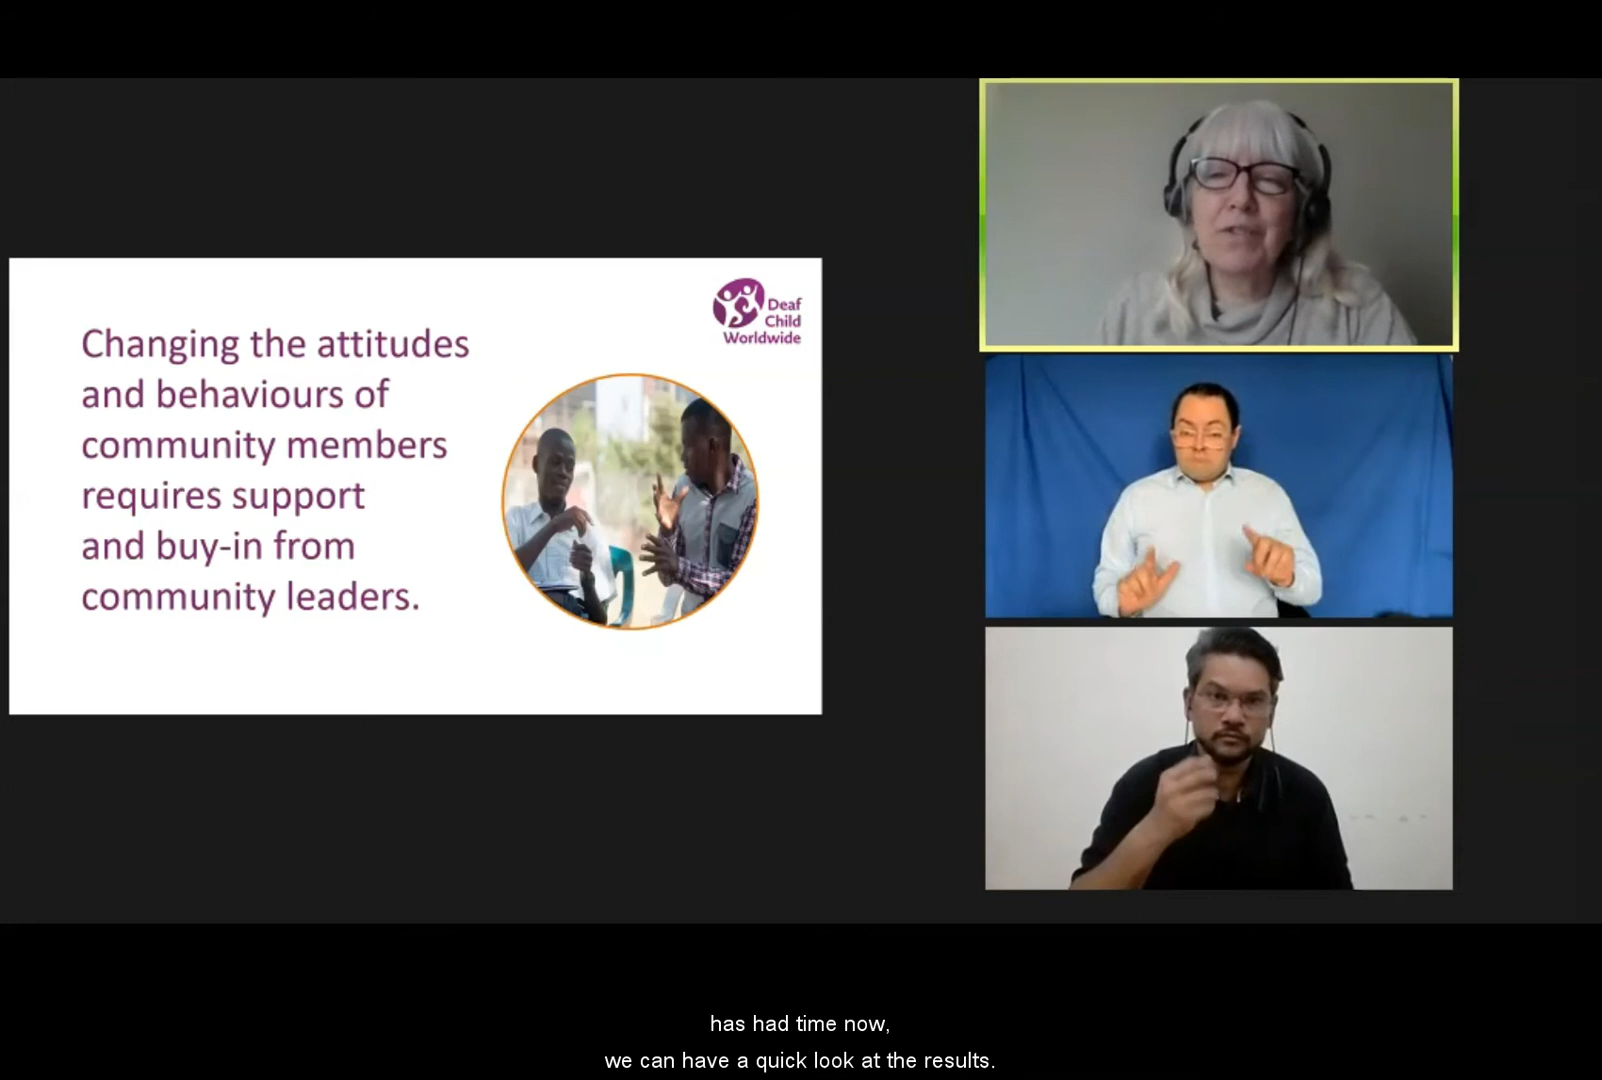 Changing the attitudes
and behaviours of
community members
requires support
and buy-in from
community leaders.
Deaf
Child
Worldwide
has had time now,
we can have a quick look at the results.